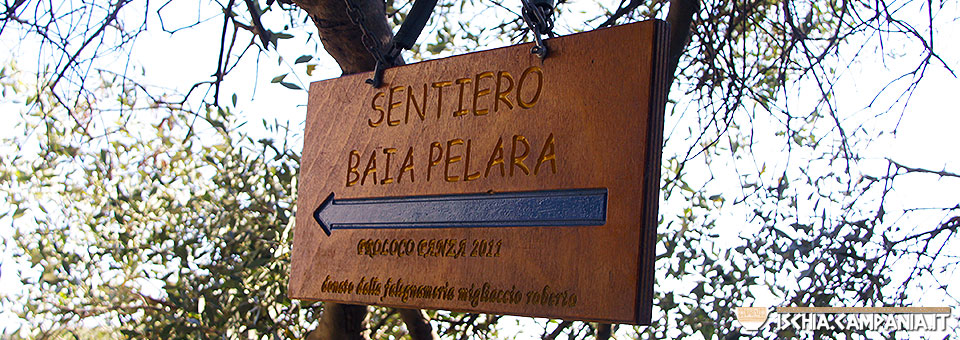 SENTIERO
BAIA PELARA
PROLOCO PANZA 2011
donato dalla falegnameria migliaccio roberto
ISCHIA.CAMPANIA.IT